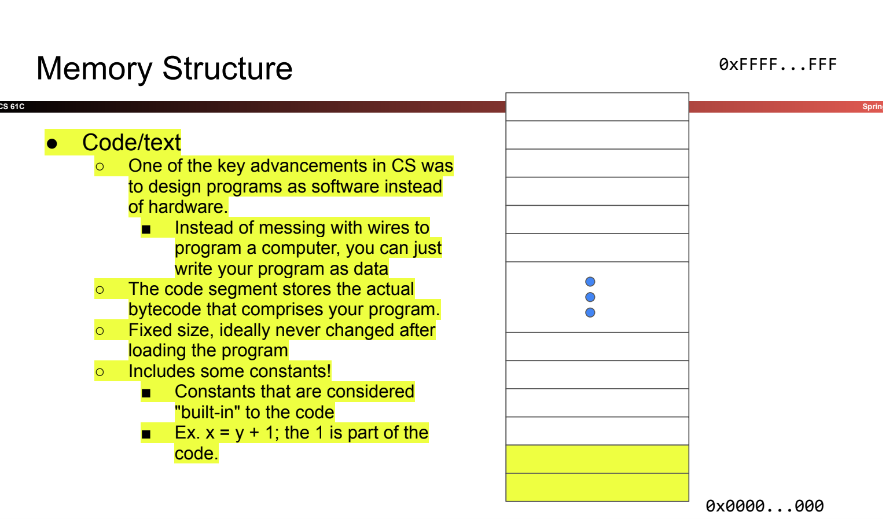 Memory Structure
0xFFFF...FFF
CS 61C
Sprin
● Code/text
○ One of the key advancements in CS was
to design programs as software instead
of hardware.
■ Instead of messing with wires to
program a computer, you can just
write your program as data
○ The code segment stores the actual
bytecode that comprises your program.
○ Fixed size, ideally never changed after
loading the program
○ Includes some constants!
■ Constants that are considered
"built-in" to the code
■ Ex. x = y + 1; the 1 is part of the
code.
0x0000...000